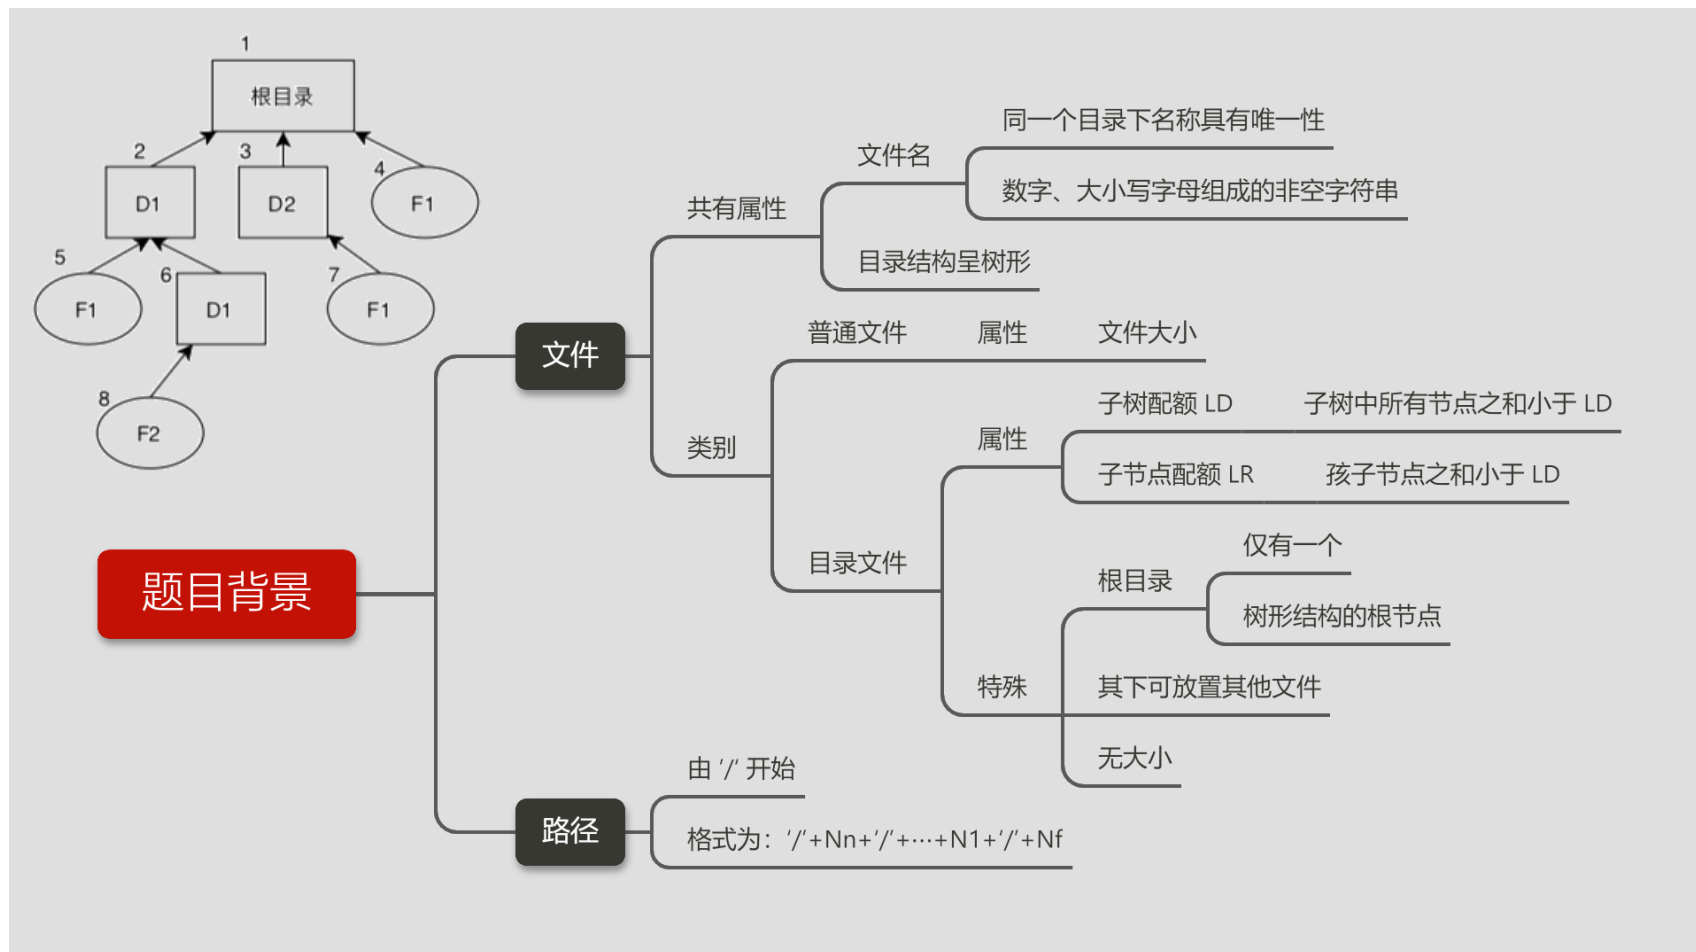 1
根目录
2
D1
3
D2
4
F1
5
F1
6
D1
7
F1
8
F2
题目背景
文件
共有属性
文件名
同一个目录下名称具有唯一性
数字、大小写字母组成的非空字符串
目录结构呈树形
类别
普通文件 属性 文件大小
目录文件
属性
子树配额 LD 子树中所有节点之和小于 LD
子节点配额 LR 孩子节点之和小于 LD
特殊
根目录
仅有一个
树形结构的根节点
其下可放置其他文件
无大小
路径
由 ‘/‘ 开始
格式为：‘/‘+Nn+‘/‘+···+N1+‘/‘+Nf